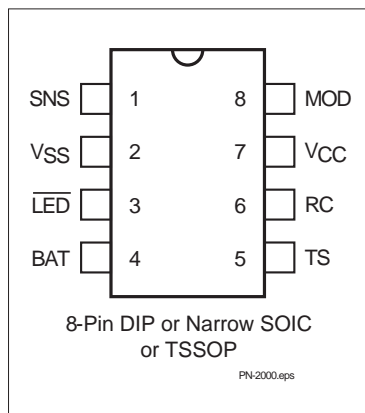 SNS 1 8 MOD
VSS 2 7 VCC
LED 3 6 RC
BAT 4 5 TS
8-Pin DIP or Narrow SOIC
or TSSOP
PN-2000.eps